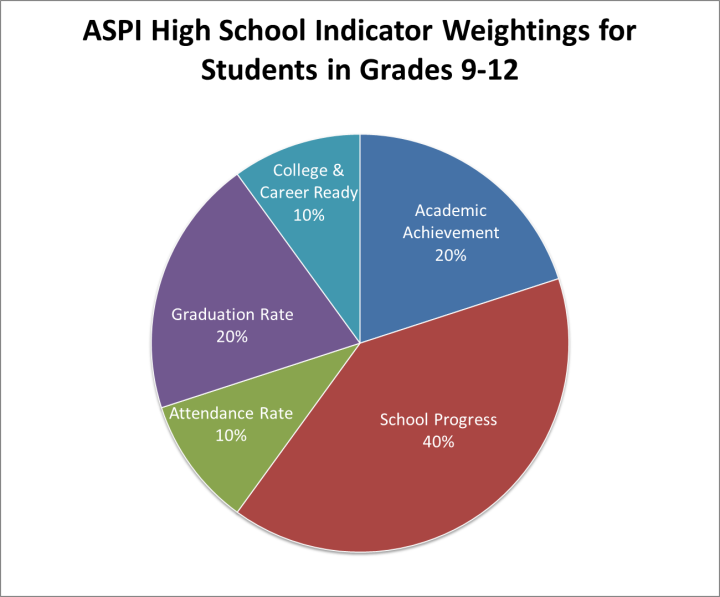 ASPI High School Indicator Weightings for
Students in Grades 9-12
College &
Career Ready
10%
Academic
Achievement
20%
Graduation Rate
20%
Attendance Rate
10%
School Progress
40%